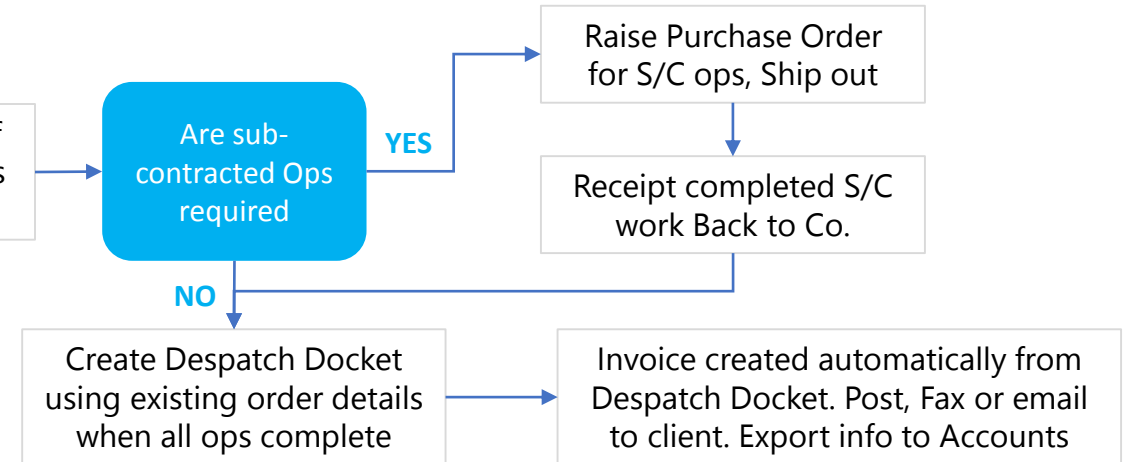 Raise Purchase Order
for S/C ops, Ship out
Are sub-
contracted Ops
required
YES
Receipt completed S/C
work Back to Co.
NO
Create Despatch Docket
using existing order details
when all ops complete
Invoice created automatically from
Despatch Docket. Post, Fax or email
to client. Export info to Accounts